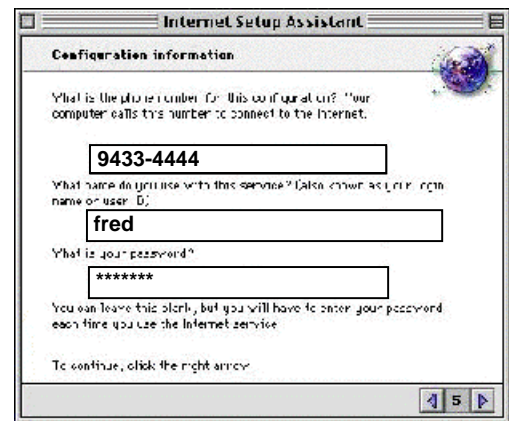 Internet Setup Assistant
Configuration information
What is the phone number for this configuration? Your
computer calls this number to connect to the Internet.
9433-4444
What name do you use with this service? (also known as your login
name or user ID)
fred
What is your password?
*******
You can leave this blank, but you will have to enter your password
each time you use the Internet service
To continue, click the right arrow
5